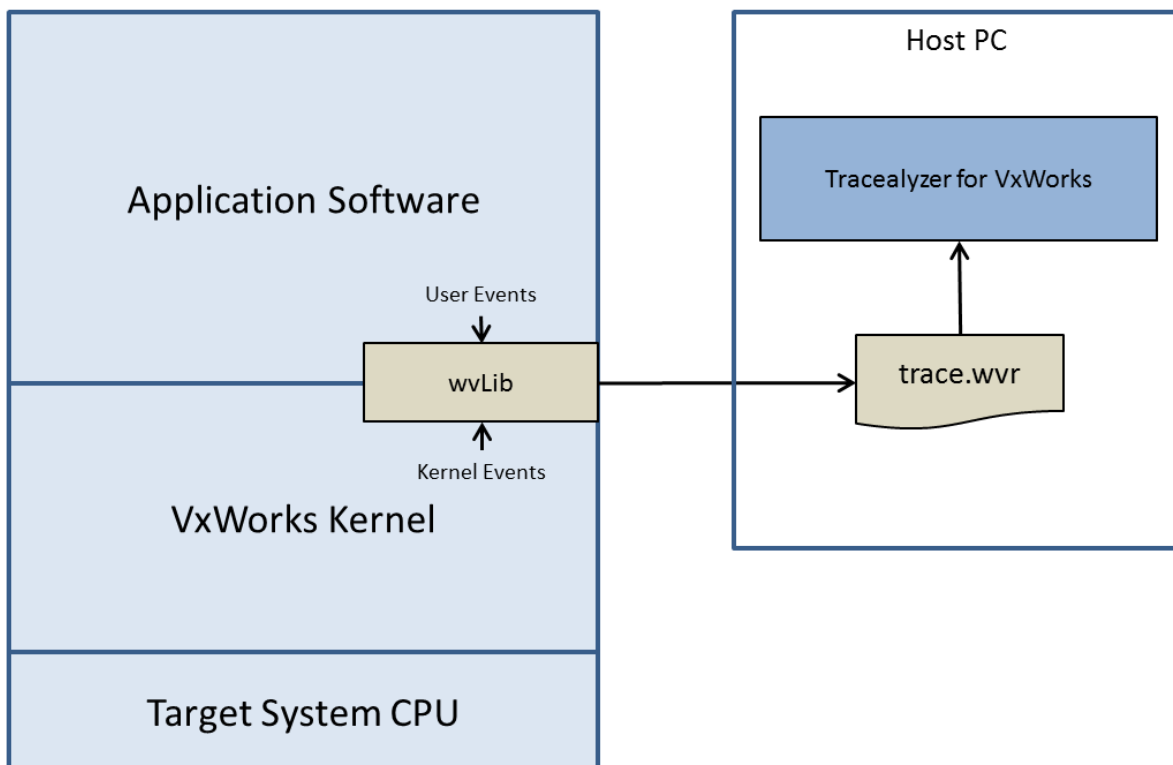 Host PC
Tracealyzer for VxWorks
Application Software
User Events
wvLib
trace.wvr
Kernel Events
VxWorks Kernel
Target System CPU